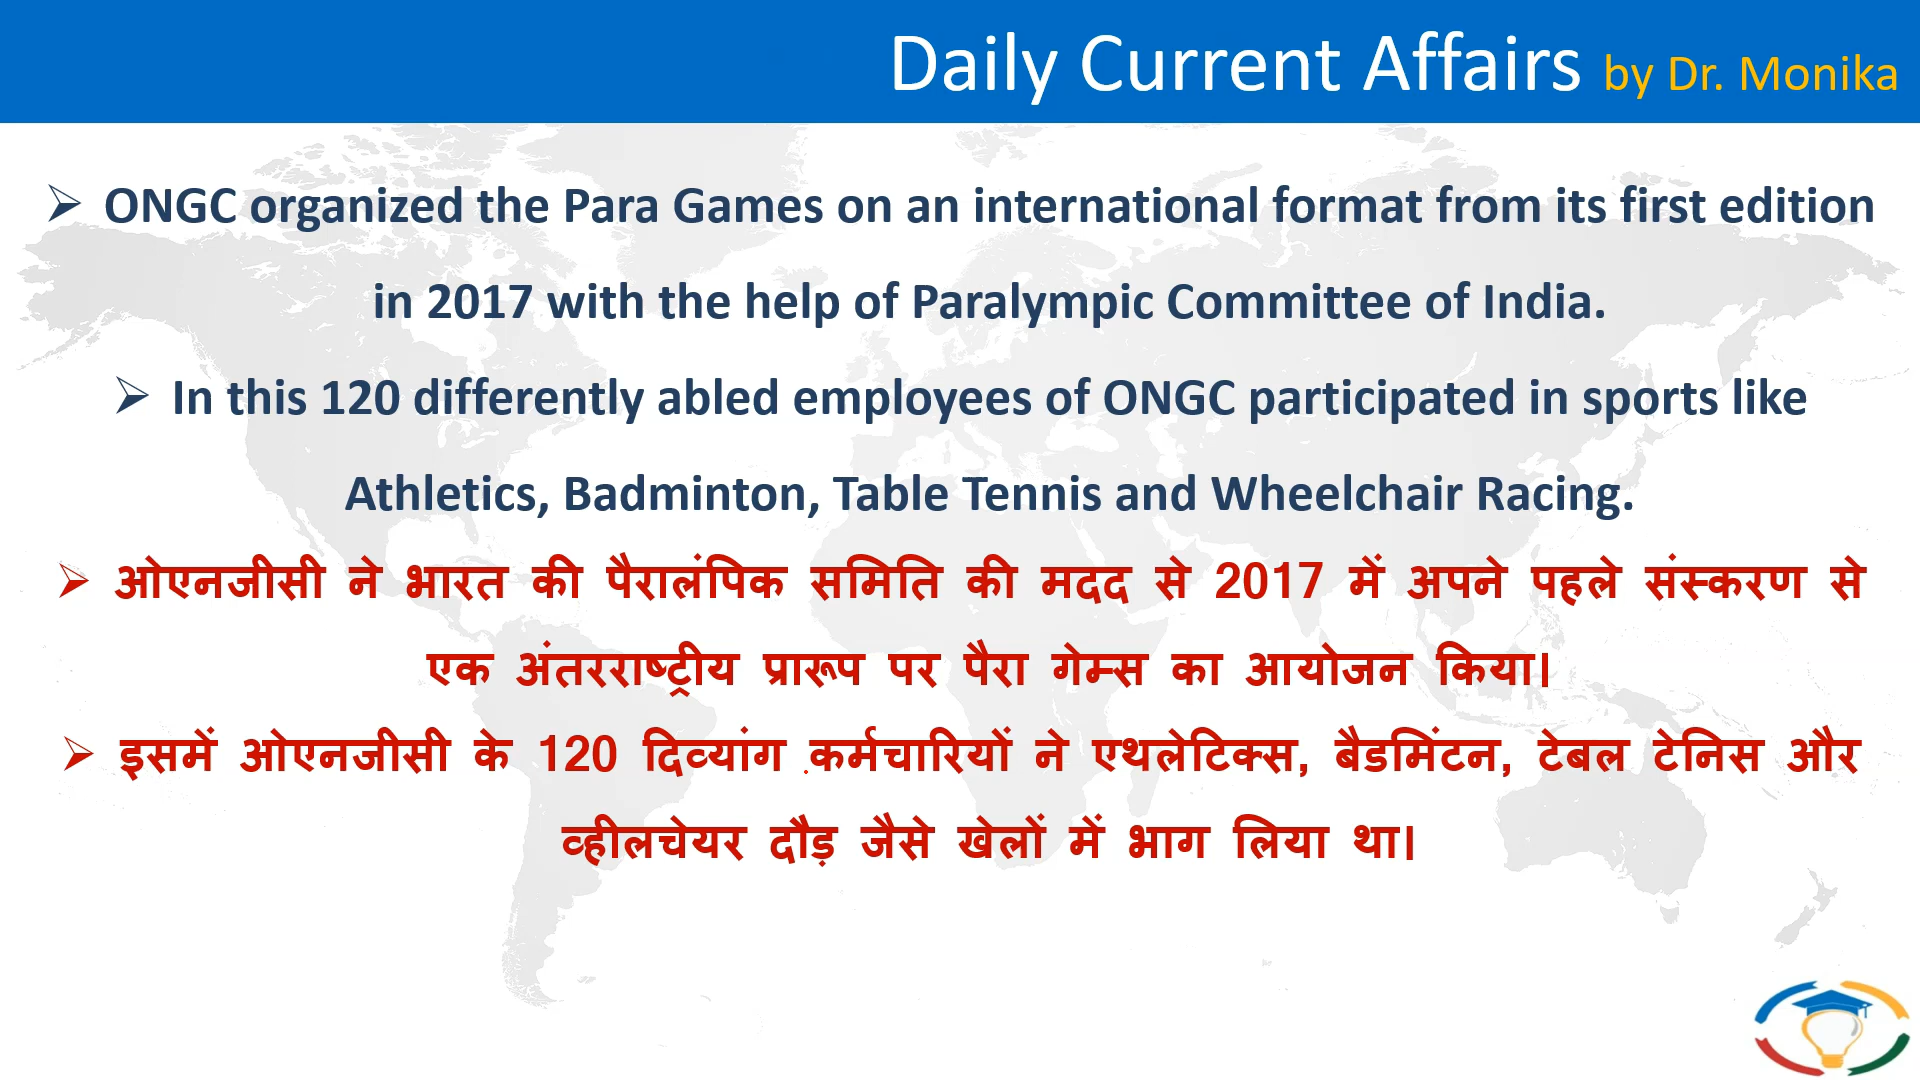 Daily Current Affairs by Dr. Monika
➢ ONGC organized the Para Games on an international format from its first edition
in 2017 with the help of Paralympic Committee of India.
➢ In this 120 differently abled employees of ONGC participated in sports like
Athletics, Badminton, Table Tennis and Wheelchair Racing.
➢ ओएनजीसी ने भारत की पैरालंपिक समिति की मदद से 2017 में अपने पहले संस्करण से
एक अंतरराष्ट्रीय प्रारूप पर पैरा गेम्स का आयोजन किया।
➢ इसमें ओएनजीसी के 120 दिव्यांग कर्मचारियों ने एथलेटिक्स, बैडमिंटन, टेबल टेनिस और
व्हीलचेयर दौड़ जैसे खेलों में भाग लिया था।